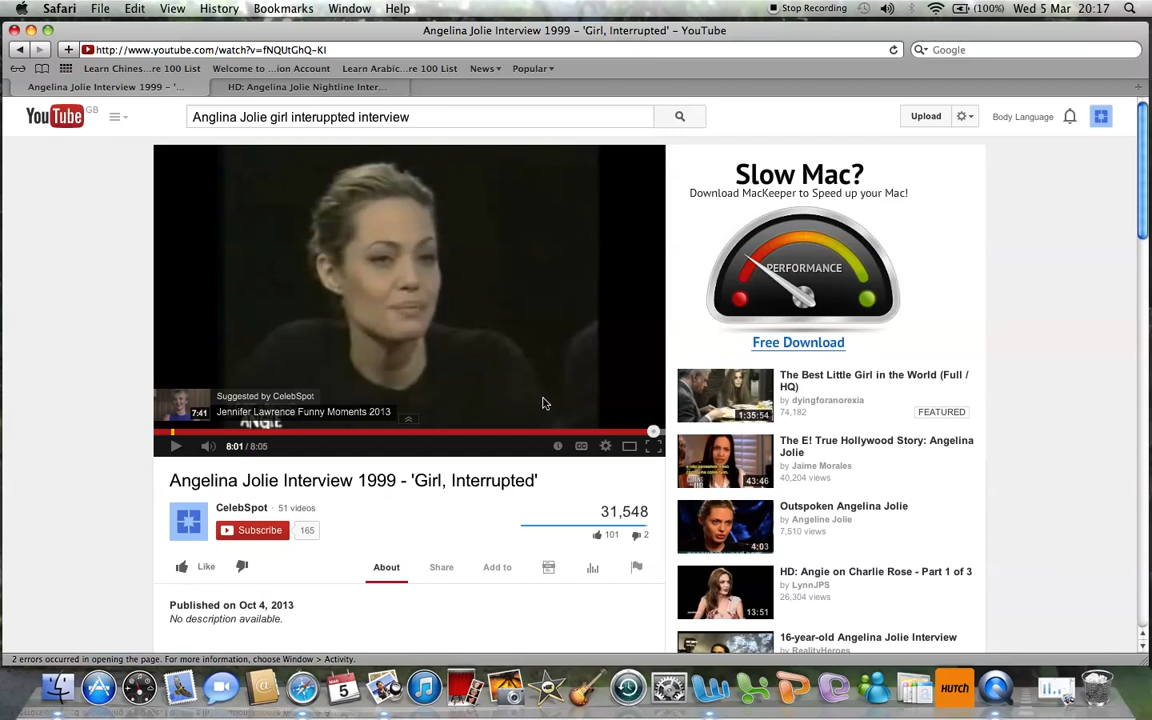 Safari File Edit View History Bookmarks Window Help Stop Recording (100%) Wed 5 Mar 20:17
Angelina Jolie Interview 1999 - 'Girl, Interrupted' - YouTube
http://www.youtube.com/watch?v=fNQUtGhQ-KI
Google
Learn Chines...re 100 List Welcome to ...ion Account Learn Arabic...re 100 List News Popular
Angelina Jolie Interview 1999 - '... HD: Angelina Jolie Nightline Inter...
YouTube GB
Anglina Jolie girl interuppted interview
Upload
Body Language
Slow Mac?
Download MacKeeper to Speed up your Mac!
PERFORMANCE
Free Download
Suggested by CelebSpot
7:41 Jennifer Lawrence Funny Moments 2013
ANGIE
8:01 / 8:05
CC
Angelina Jolie Interview 1999 - 'Girl, Interrupted'
CelebSpot · 51 videos
Subscribe 165
31,548
101 2
Like
About Share Add to
Published on Oct 4, 2013
No description available.
The Best Little Girl in the World (Full /
HQ)
by dyingforanorexia
74,182
FEATURED
1:35:54
The E! True Hollywood Story: Angelina
Jolie
by Jaime Morales
40,204 views
43:46
Outspoken Angelina Jolie
by Angeline Jolie
7,510 views
4:03
HD: Angie on Charlie Rose - Part 1 of 3
by LynnJPS
26,304 views
13:51
16-year-old Angelina Jolie Interview
by RealityHeroes
2 errors occurred in opening the page. For more information, choose Window > Activity.
5
HUTCH